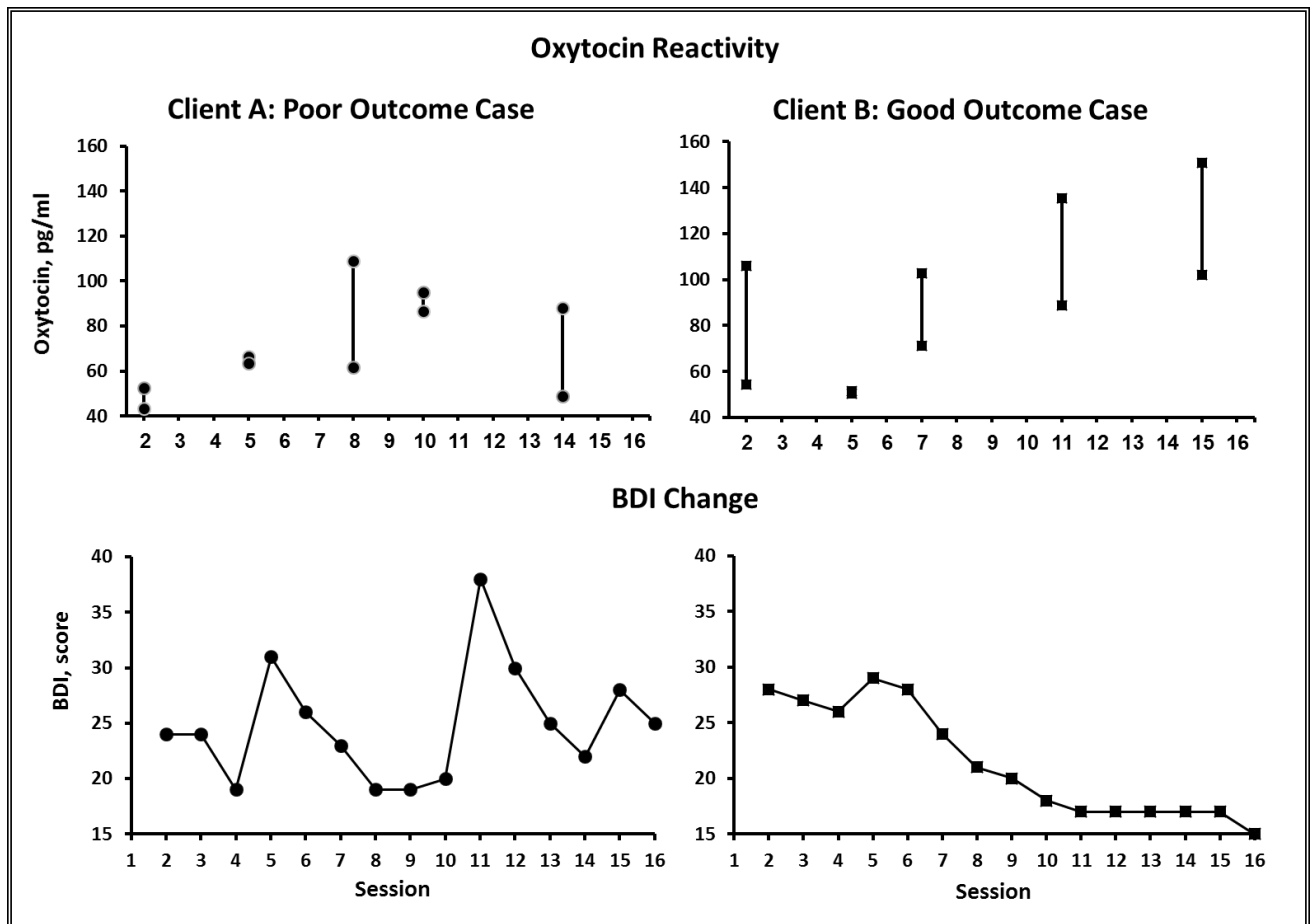 Oxytocin Reactivity
Client A: Poor Outcome Case
Client B: Good Outcome Case
Oxytocin, pg/ml
160
140
120
100
80
60
40
2 3 4 5 6 7 8 9 10 11 12 13 14 15 16
160
140
120
100
80
60
40
2 3 4 5 6 7 8 9 10 11 12 13 14 15 16
BDI Change
BDI, score
40
35
30
25
20
15
1 2 3 4 5 6 7 8 9 10 11 12 13 14 15 16
Session
40
35
30
25
20
15
1 2 3 4 5 6 7 8 9 10 11 12 13 14 15 16
Session